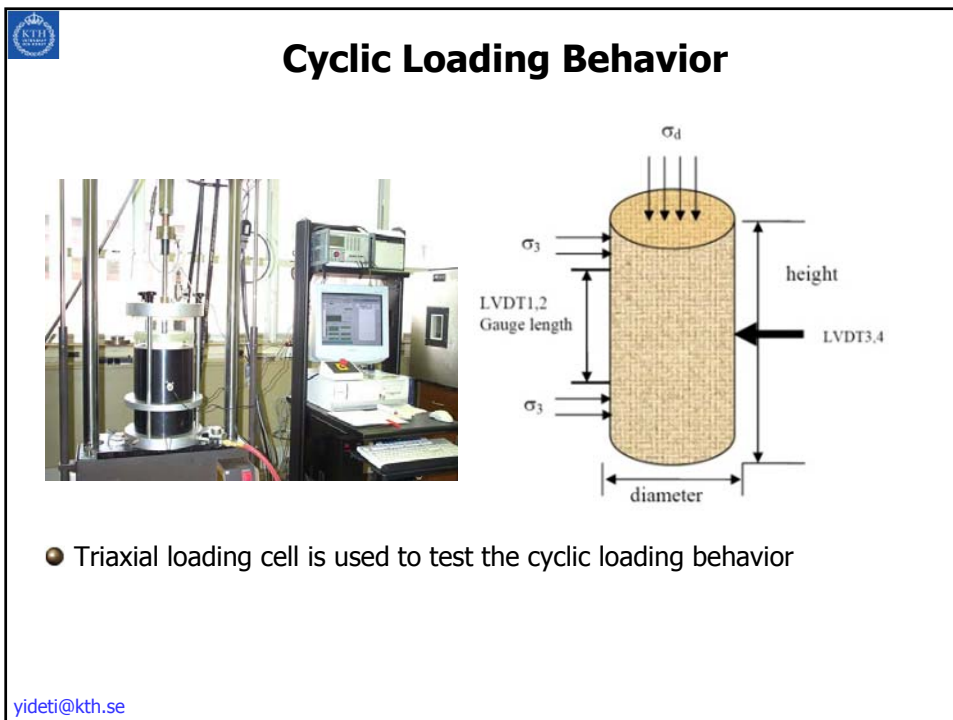 KTH
Cyclic Loading Behavior
σd
σ3
LVDT1,2
Gauge length
height
LVDT3,4
σ3
diameter
Triaxial loading cell is used to test the cyclic loading behavior
yideti@kth.se